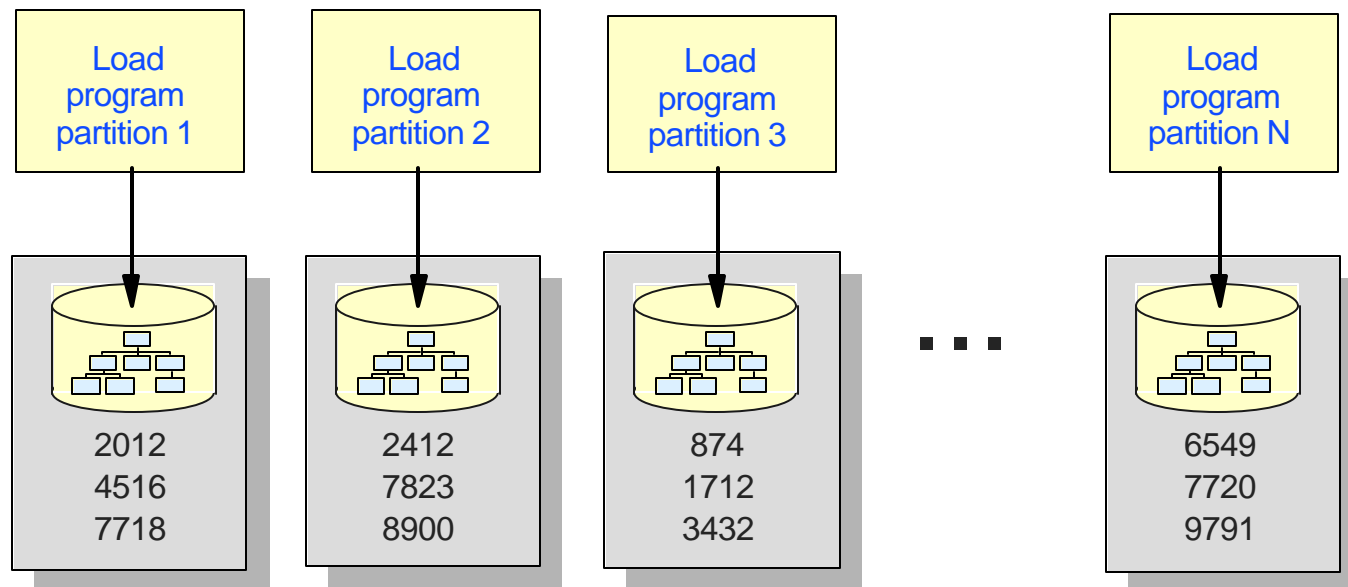 Load
program
partition 1
Load
program
partition 2
Load
program
partition 3
Load
program
partition N
2012
4516
7718
2412
7823
8900
874
1712
3432
6549
7720
9791